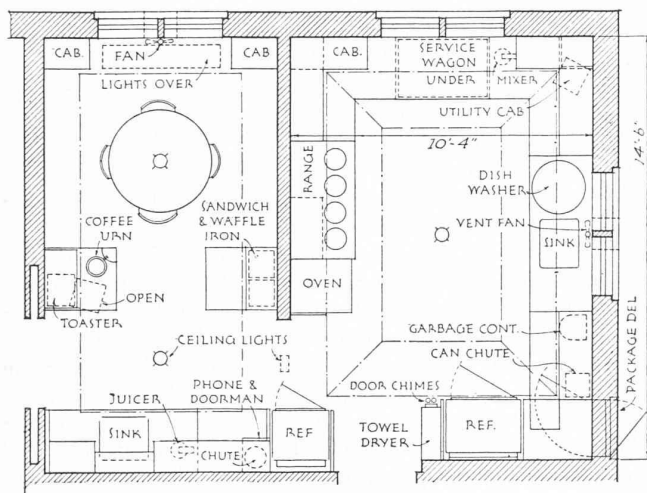 CAB.
FAN
CAB
LIGHTS OVER
CAB.
SERVICE
WAGON
UNDER
MIXER
UTILITY CAB
10'-4"
14'-6"
RANGE
DISH
WASHER
VENT FAN
SINK
COFFEE
URN
SANDWICH
& WAFFLE
IRON
OPEN
TOASTER
OVEN
GARBAGE CONT.
CAN CHUTE
PACKAGE DEL
CEILING LIGHTS
JUICER
PHONE &
DOORMAN
DOOR CHIMES
SINK
CHUTE
REF
TOWEL
DRYER
REF.